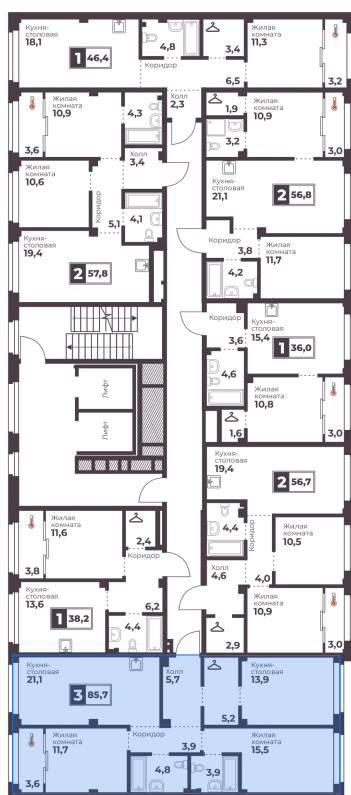 Кухня-
столовая
18,1
1 46,4
4,8
3,4
Жилая
комната
11,3
Коридор
6,5
3,2
Холл
2,3
Жилая
комната
10,9
4,3
3,6
1,9
Жилая
комната
10,9
3,2
3,0
Жилая
комната
10,6
Холл
3,4
Коридор
5,1
4,1
Кухня-
столовая
21,1
2 56,8
Кухня-
столовая
19,4
2 57,8
Коридор
3,8
4,2
Жилая
комната
11,7
Коридор
3,6
Кухня-
столовая
15,4
1 36,0
4,6
Жилая
комната
10,8
1,6
3,0
Лифт
Лифт
Кухня-
столовая
19,4
2 56,7
4,4
Коридор
4,0
Жилая
комната
10,5
Холл
4,6
Жилая
комната
10,9
2,9
3,0
Жилая
комната
11,6
3,8
2,4
Коридор
6,2
Кухня-
столовая
13,6
1 38,2
4,4
Кухня-
столовая
21,1
3 85,7
Холл
5,7
5,2
Жилая
комната
13,9
Жилая
комната
11,7
3,6
Коридор
3,9
4,8
3,9
Жилая
комната
15,5